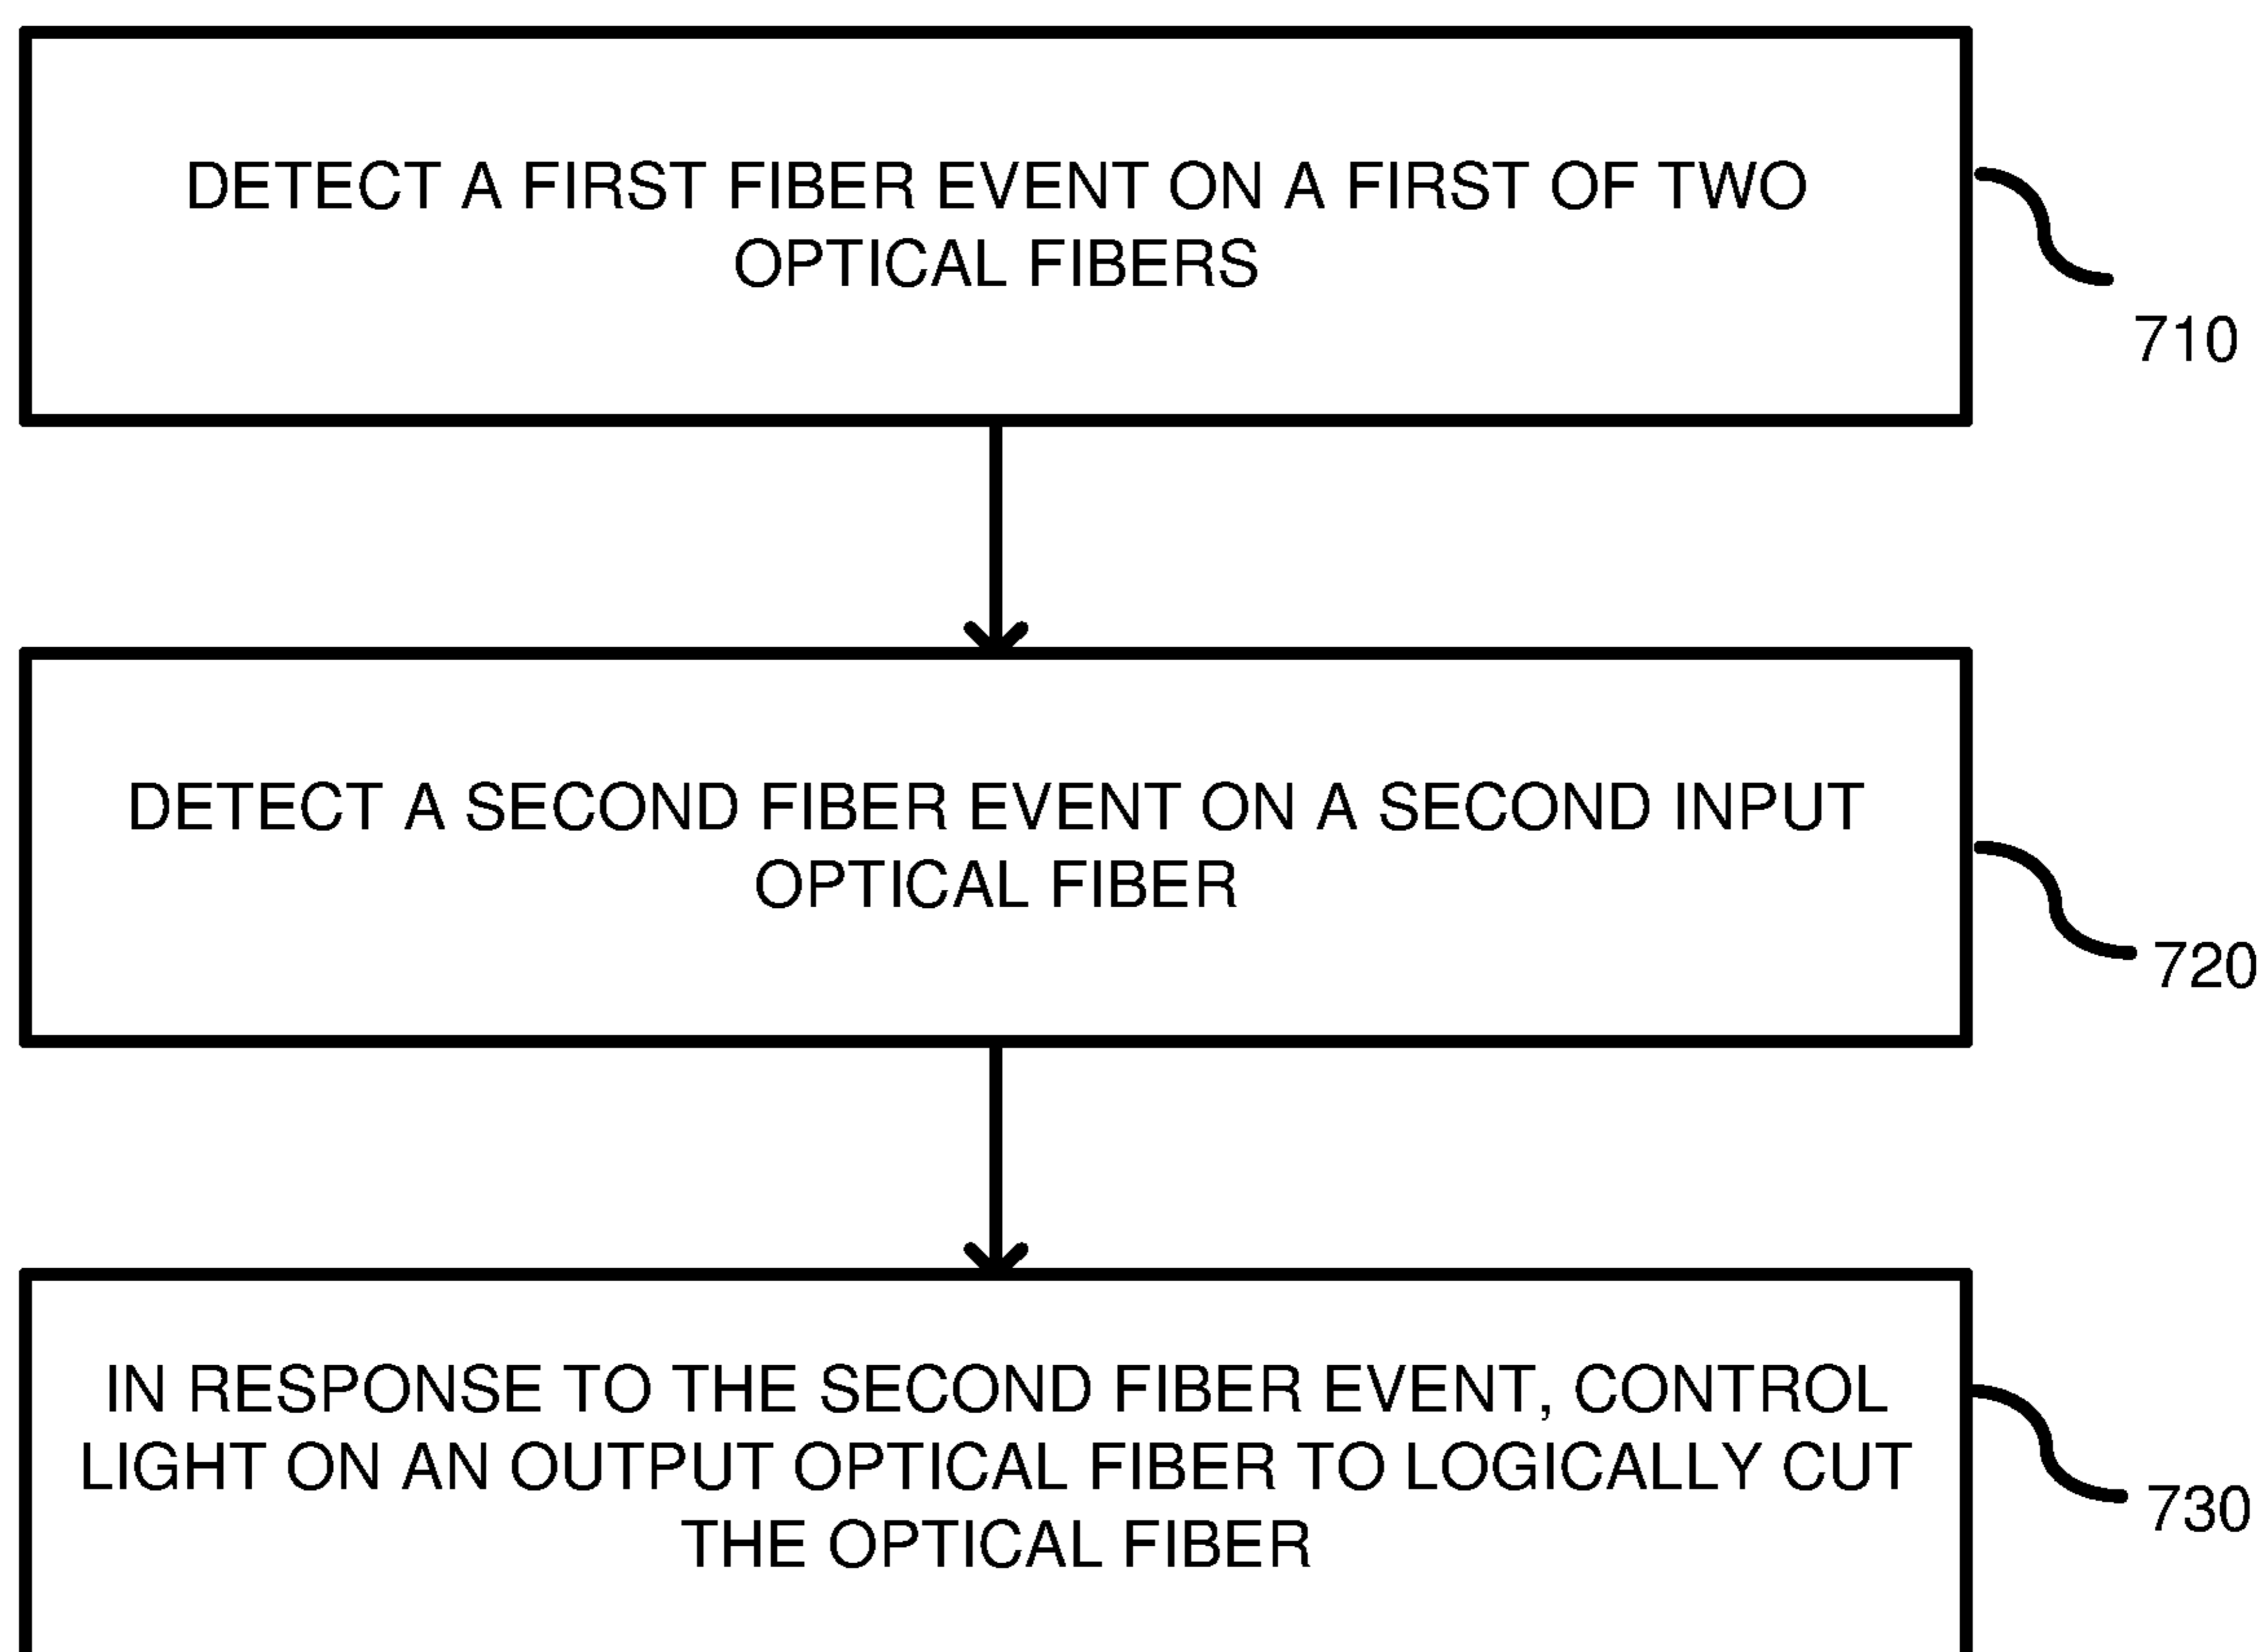 DETECT A FIRST FIBER EVENT ON A FIRST OF TWO
OPTICAL FIBERS
710
DETECT A SECOND FIBER EVENT ON A SECOND INPUT
OPTICAL FIBER
720
IN RESPONSE TO THE SECOND FIBER EVENT, CONTROL
LIGHT ON AN OUTPUT OPTICAL FIBER TO LOGICALLY CUT
THE OPTICAL FIBER
730